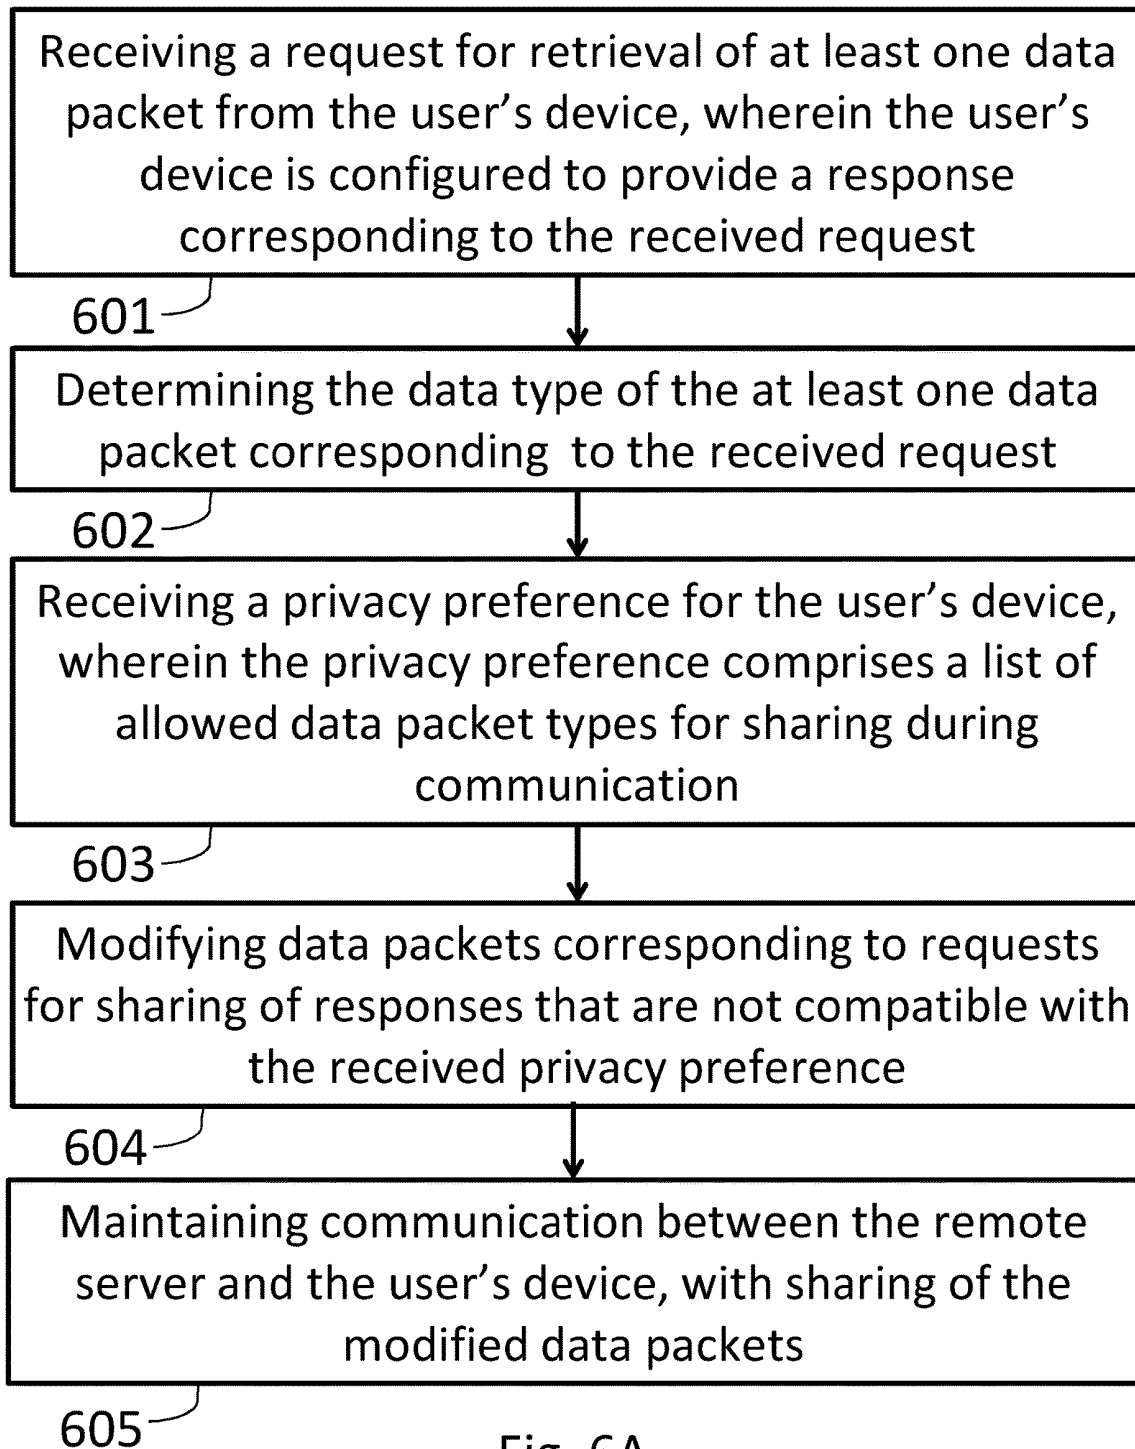 Receiving a request for retrieval of at least one data
packet from the user’s device, wherein the user’s
device is configured to provide a response
corresponding to the received request
601
Determining the data type of the at least one data
packet corresponding to the received request
602
Receiving a privacy preference for the user’s device,
wherein the privacy preference comprises a list of
allowed data packet types for sharing during
communication
603
Modifying data packets corresponding to requests
for sharing of responses that are not compatible with
the received privacy preference
604
Maintaining communication between the remote
server and the user’s device, with sharing of the
modified data packets
605
Fig. 6A